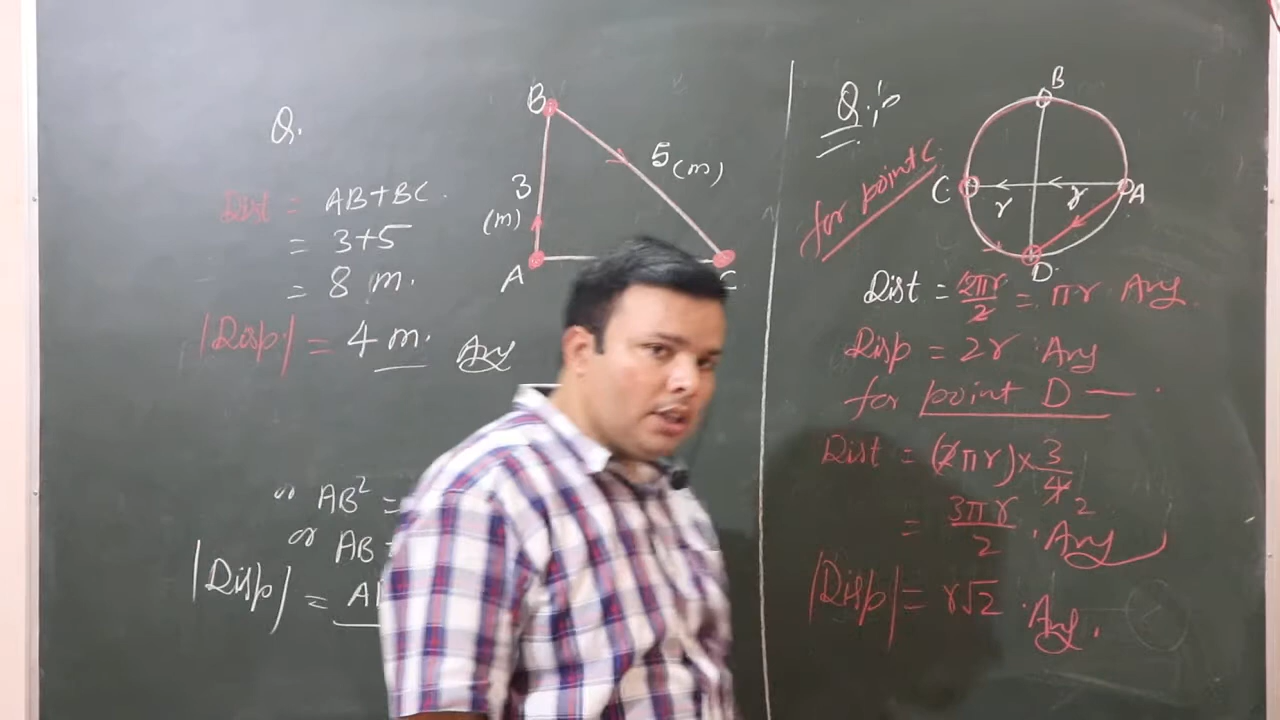 Q.
B
3
(m)
5(m)
A
C
Dist = AB+BC.
= 3+5
= 8 m.
|Disp| = 4 m. Ans
or AB² =
or AB
|Disp| =
Q:
for point C
B
C
r
r
A
D
Dist = 2πr/2 = πr Ans
Disp = 2r Ans
for point D —
Dist = (2πr)×3/4 2
= 3πr/2 . Ans
|Disp| = r√2 . Ans.